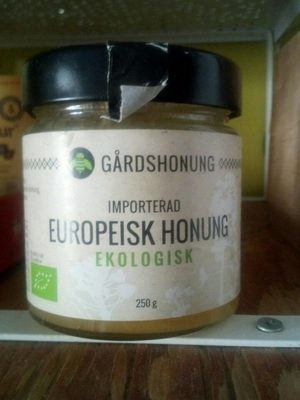 GÅRDSHONUNG
IMPORTERAD
EUROPEISK HONUNG
EKOLOGISK
250 g